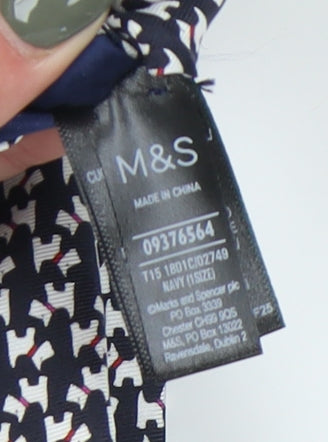 M&S
MADE IN CHINA
09376564
T15 1801C/02749
NAVY (1SIZE)
©Marks and Spencer plc
PO Box 3339
Chester CH99 9QS
PO Box 13022
Ravensdale, Dublin 2
F25